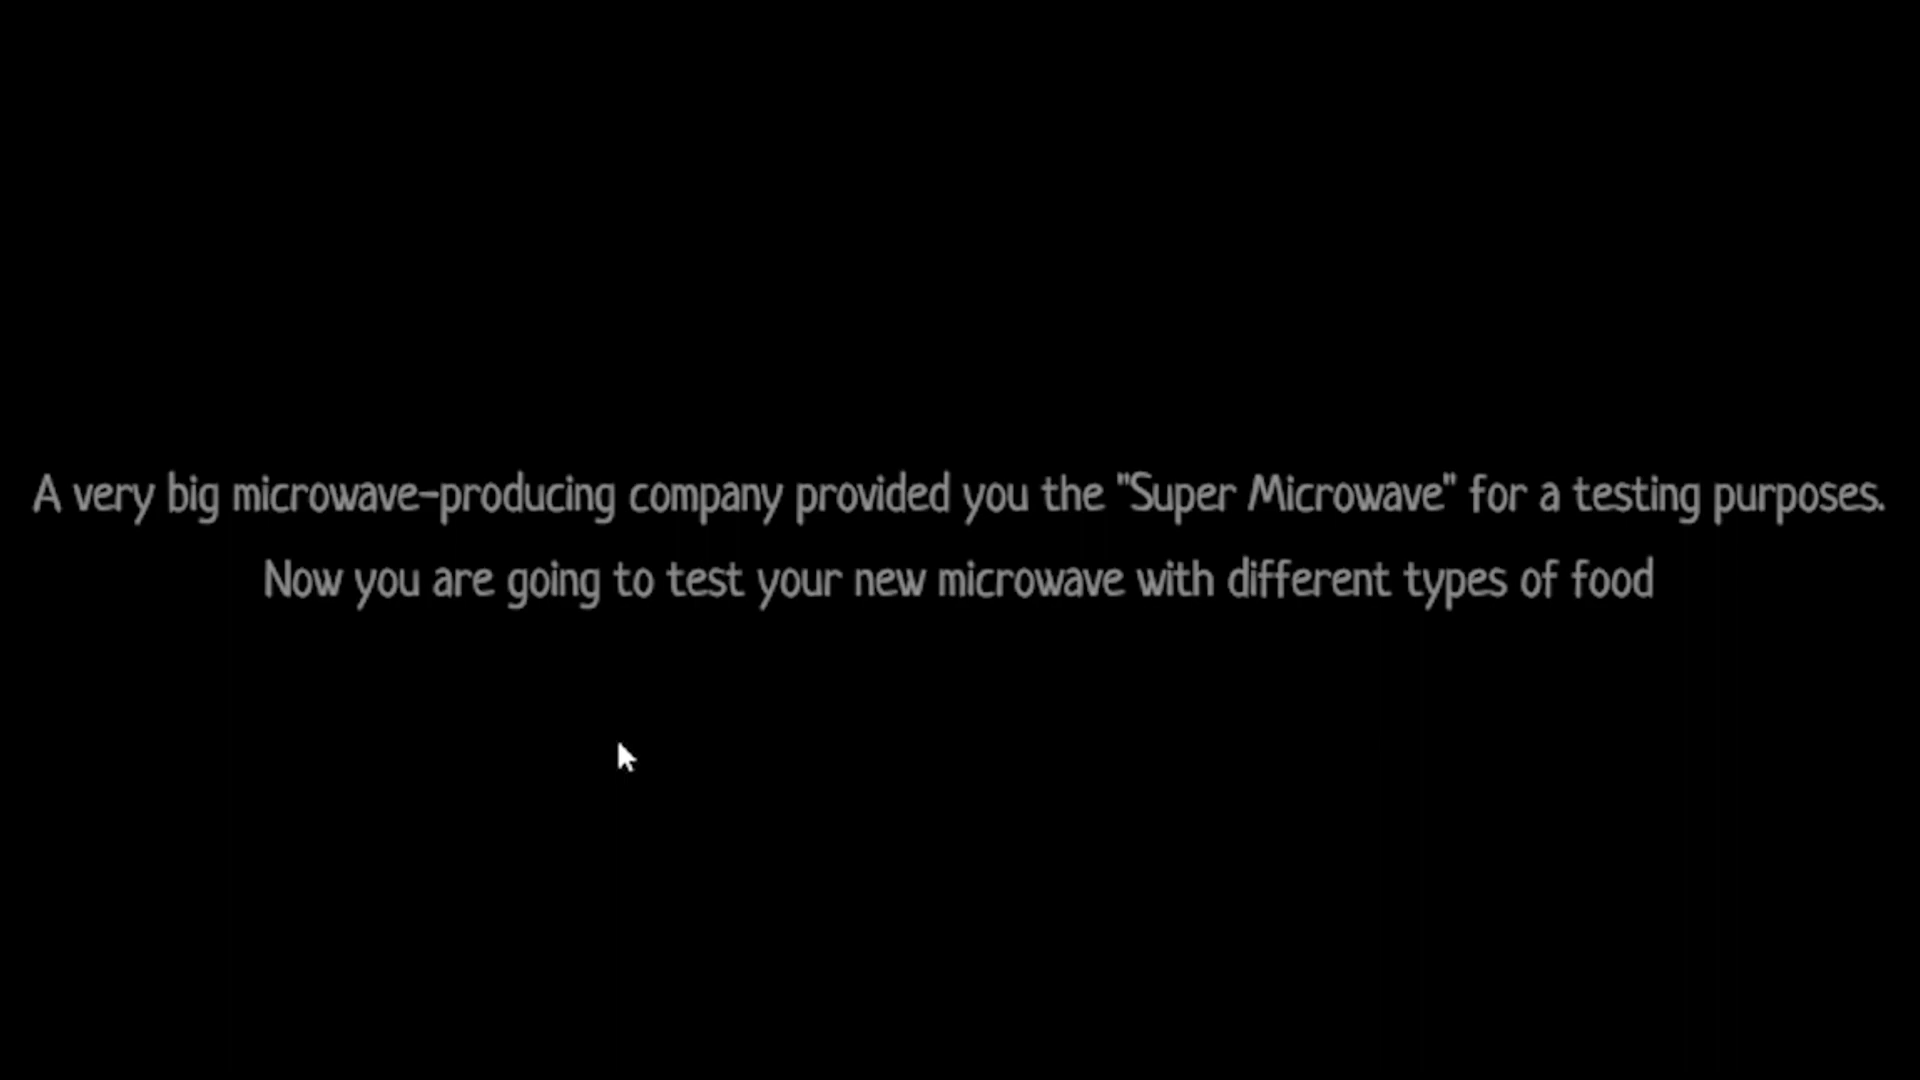 A very big microwave-producing company provided you the "Super Microwave" for a testing purposes.
Now you are going to test your new microwave with different types of food